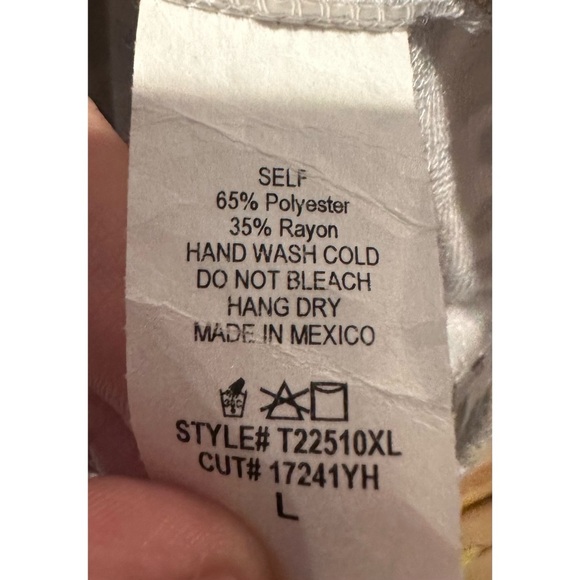 SELF
65% Polyester
35% Rayon
HAND WASH COLD
DO NOT BLEACH
HANG DRY
MADE IN MEXICO
STYLE# T22510XL
CUT# 17241YH
L